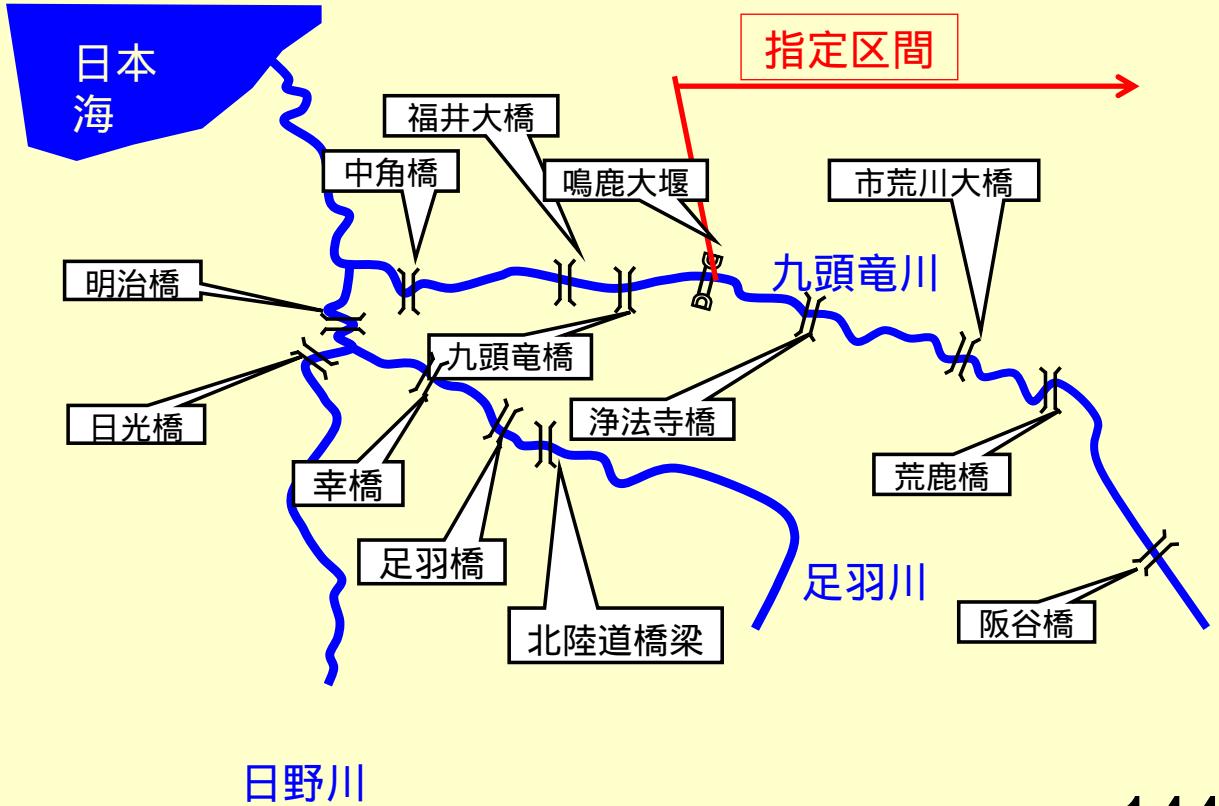 日本
海
指定区間
福井大橋
中角橋
鳴鹿大堰
市荒川大橋
九頭竜川
明治橋
九頭竜橋
日光橋
浄法寺橋
幸橋
荒鹿橋
足羽橋
足羽川
北陸道橋梁
阪谷橋
日野川